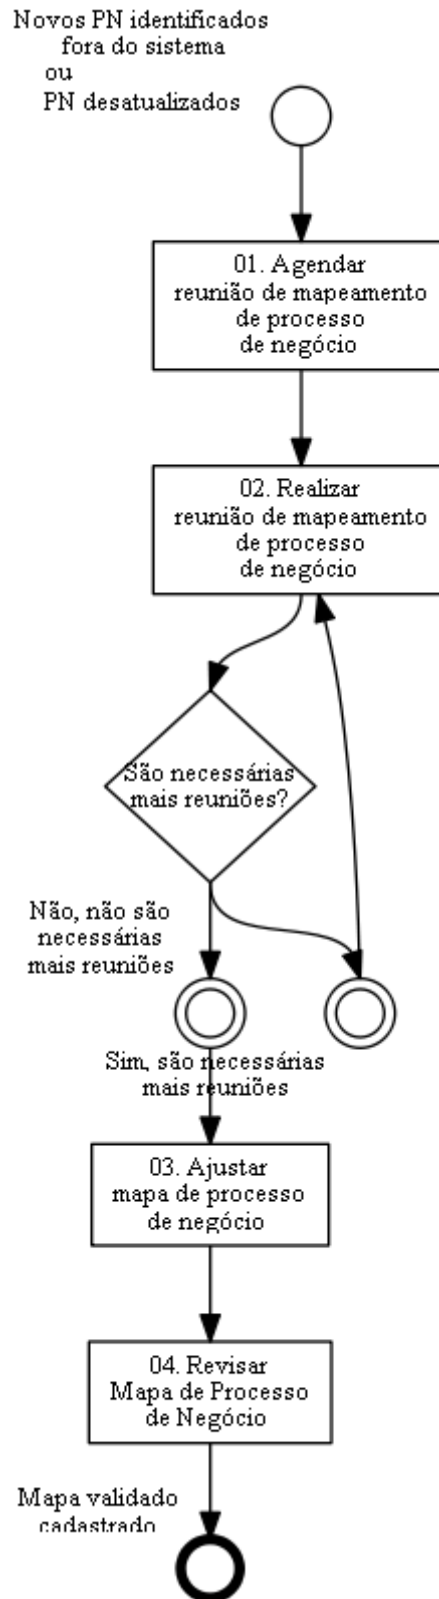 Novos PN identificados
fora do sistema
ou
PN desatualizados
01. Agendar
reunião de mapeamento
de processo
de negócio
02. Realizar
reunião de mapeamento
de processo
de negócio
São necessárias
mais reuniões?
Não, não são
necessárias
mais reuniões
Sim, são necessárias
mais reuniões
03. Ajustar
mapa de processo
de negócio
04. Revisar
Mapa de Processo
de Negócio
Mapa validado
cadastrado